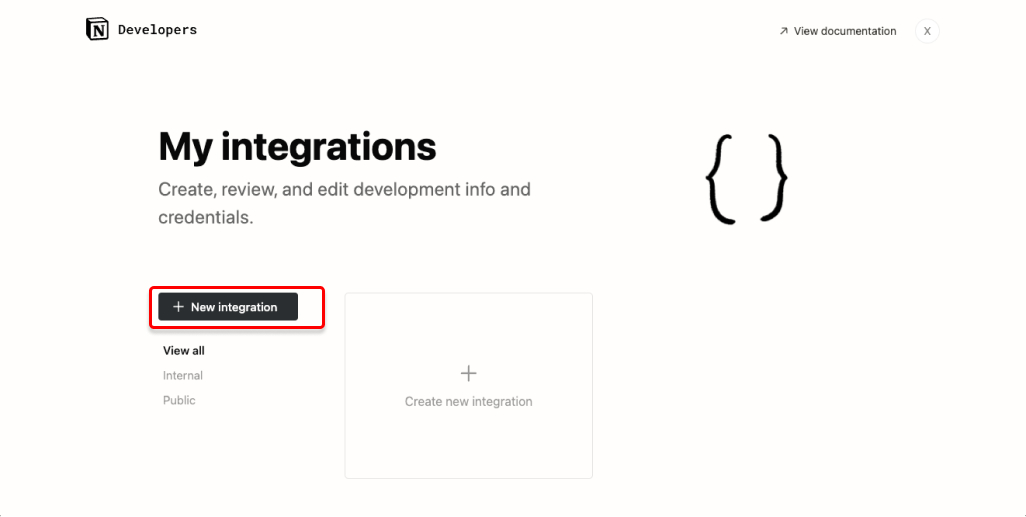 N Developers
View documentation
X
My integrations
Create, review, and edit development info and
credentials.
{ }
+ New integration
View all
Internal
Public
+
Create new integration